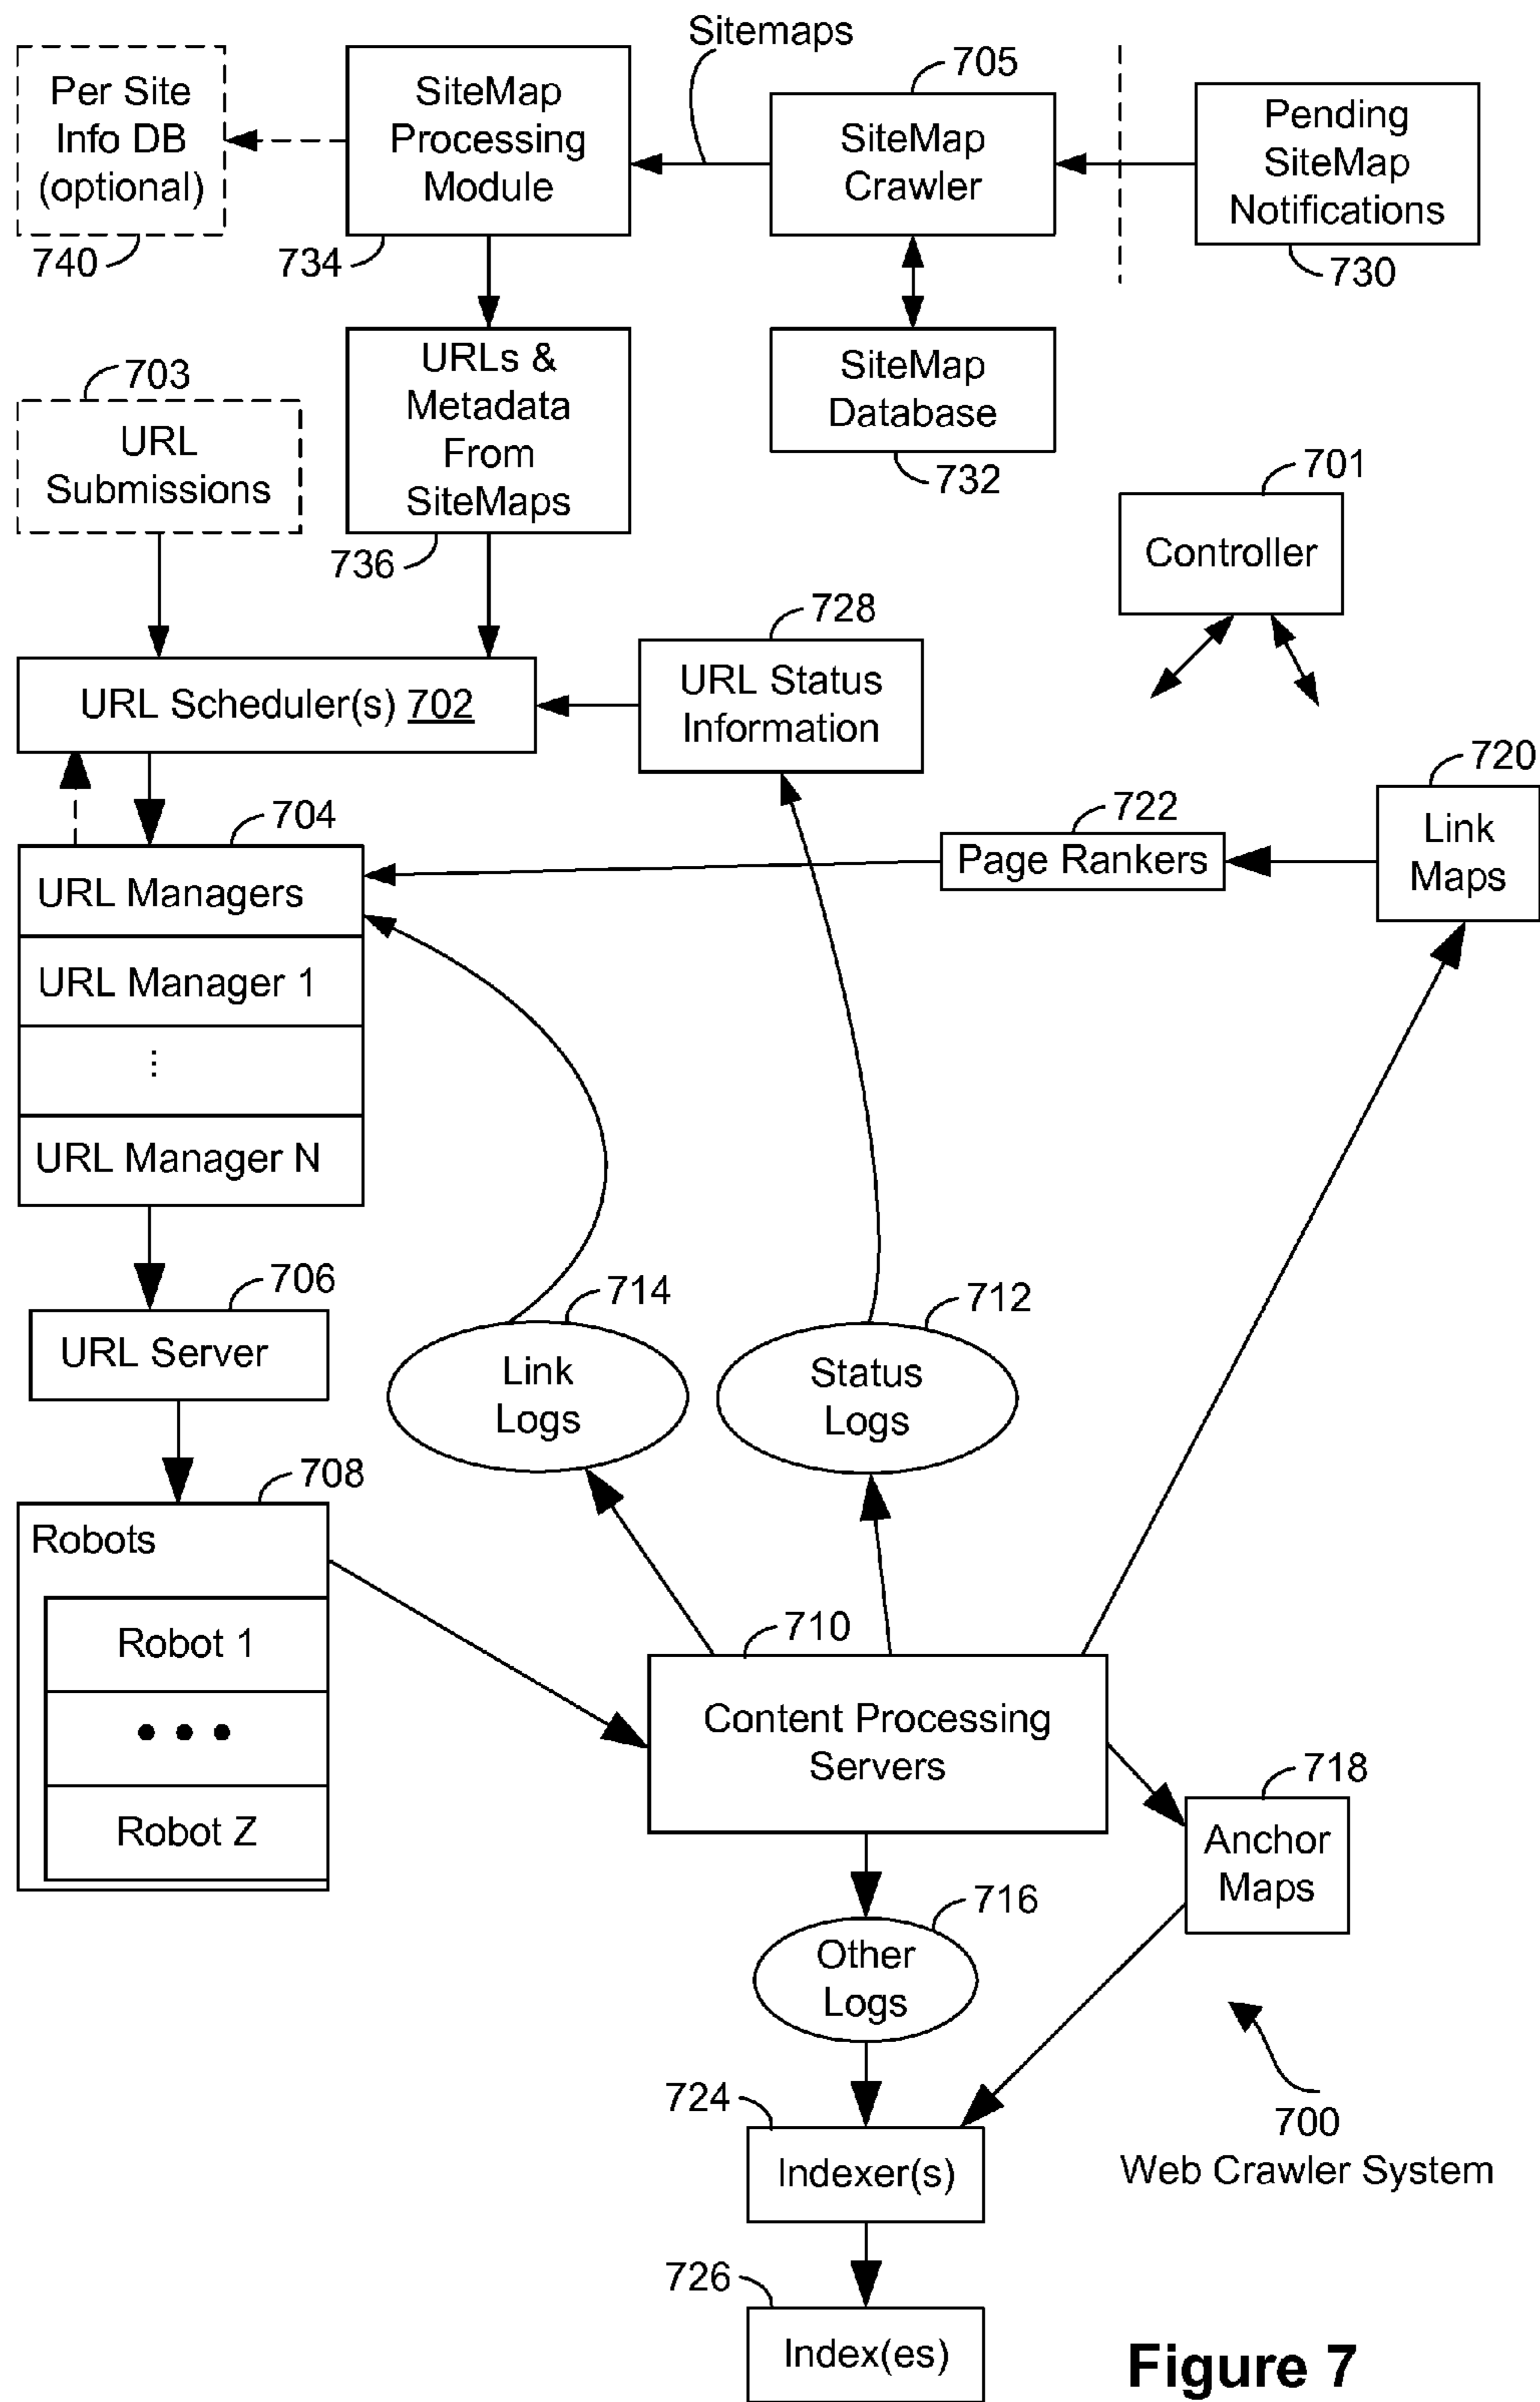 Sitemaps
705
Per Site
Info DB
(optional)
740
SiteMap
Processing
Module
734
SiteMap
Crawler
Pending
SiteMap
Notifications
730
703
URL
Submissions
URLs &
Metadata
From
SiteMaps
736
SiteMap
Database
732
701
Controller
728
URL Status
Information
URL Scheduler(s) 702
720
Link
Maps
722
Page Rankers
704
URL Managers
URL Manager 1
⋮
URL Manager N
706
URL Server
714
Link
Logs
712
Status
Logs
708
Robots
Robot 1
• • •
Robot Z
710
Content Processing
Servers
718
Anchor
Maps
716
Other
Logs
724
Indexer(s)
700
Web Crawler System
726
Index(es)
Figure 7